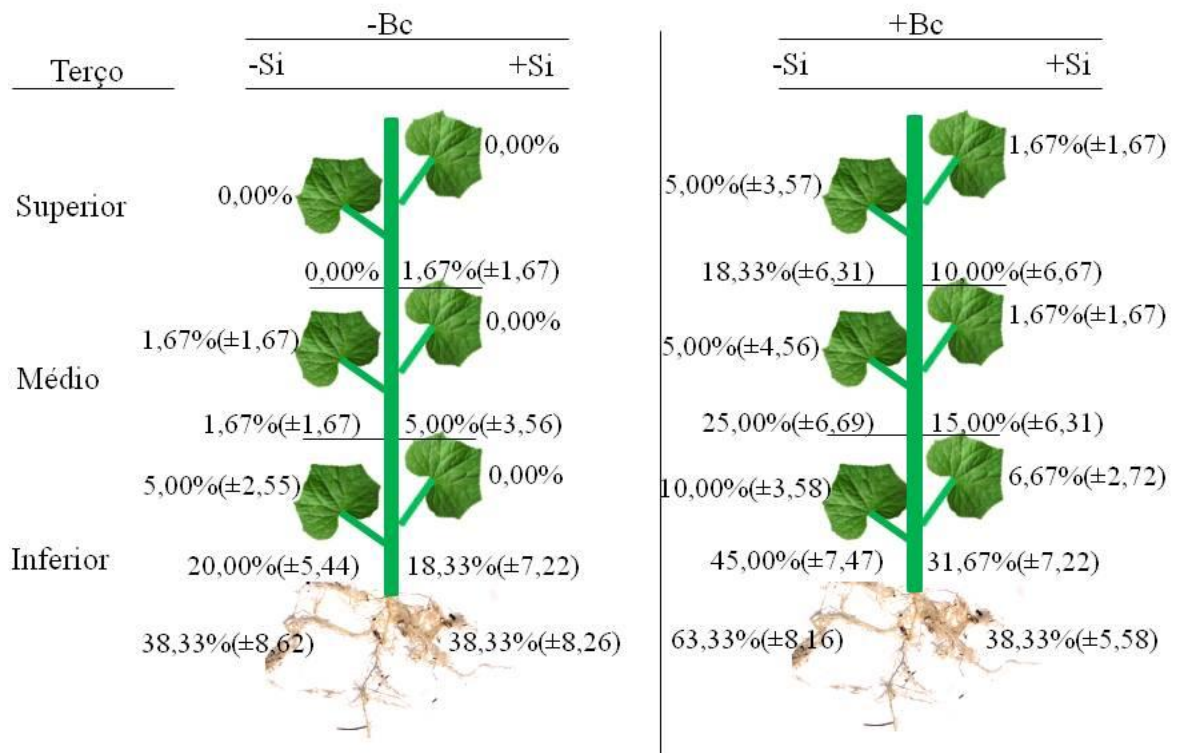 -Bc +Bc
Terço -Si +Si -Si +Si
0,00% 1,67%(±1,67)
0,00% 5,00%(±3,57)
Superior
0,00% 1,67%(±1,67) 18,33%(±6,31) 10,00%(±6,67)
0,00% 1,67%(±1,67)
1,67%(±1,67) 5,00%(±4,56)
Médio
1,67%(±1,67) 5,00%(±3,56) 25,00%(±6,69) 15,00%(±6,31)
0,00% 6,67%(±2,72)
5,00%(±2,55) 10,00%(±3,58)
Inferior
20,00%(±5,44) 18,33%(±7,22) 45,00%(±7,47) 31,67%(±7,22)
38,33%(±8,62) 38,33%(±8,26) 63,33%(±8,16) 38,33%(±5,58)